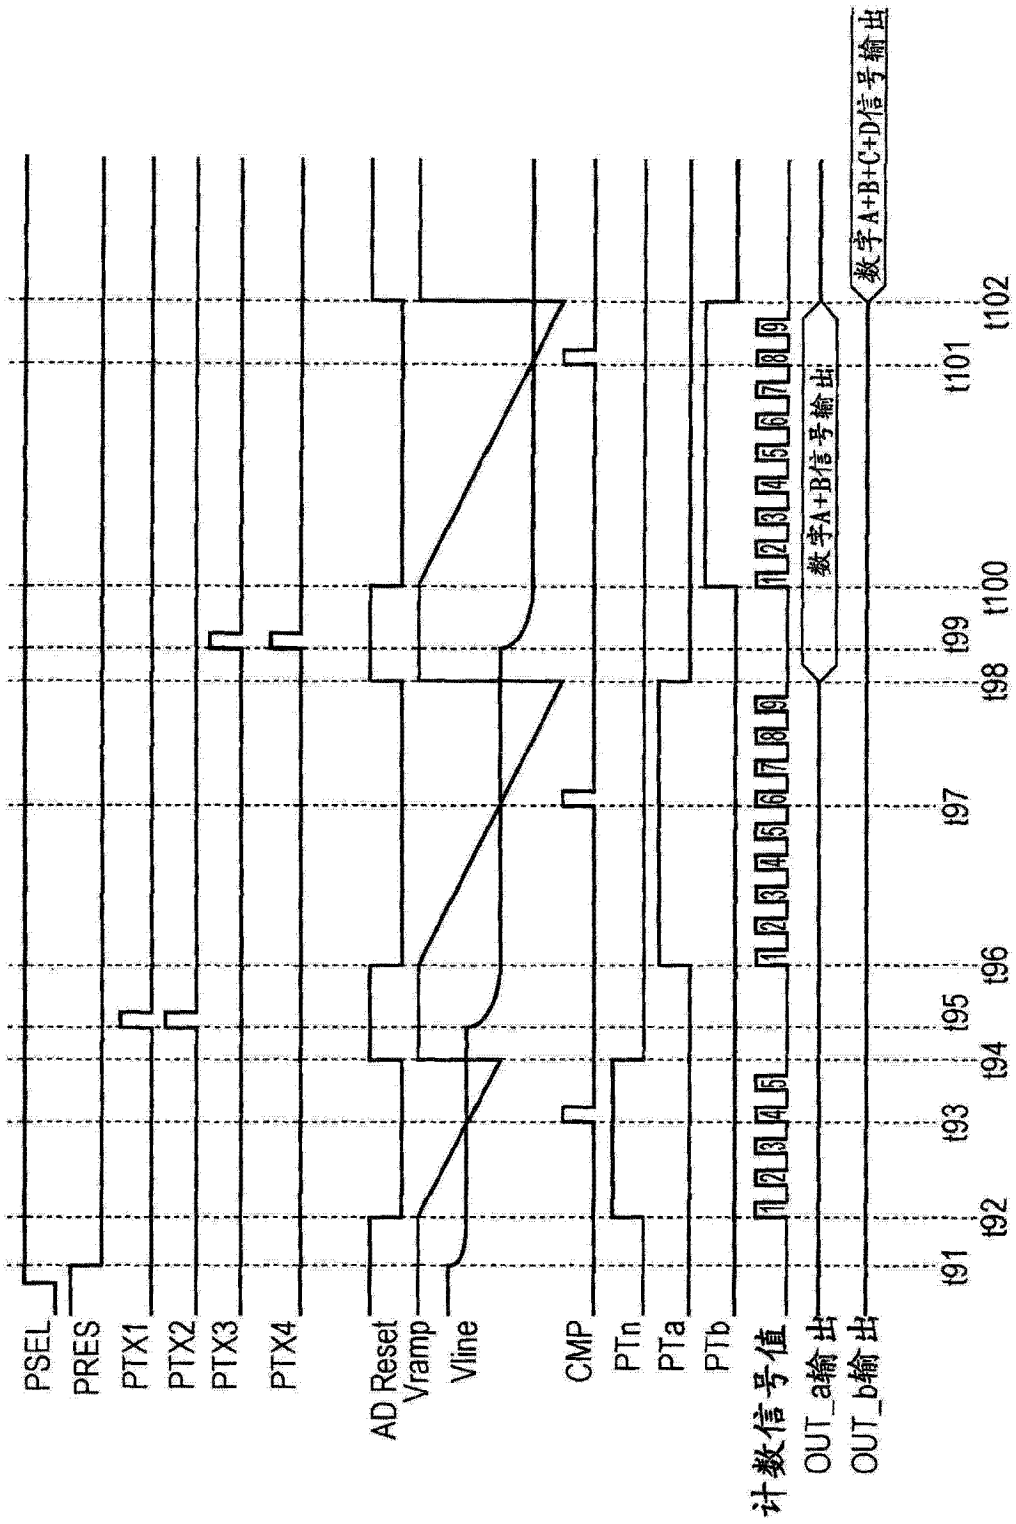 PSEL
PRES
PTX1
PTX2
PTX3
PTX4
AD Reset
Vramp
Vline
CMP
PTn
PTa
PTb
计数信号值 1 2 3 4 5 1 2 3 4 5 6 7 8 9 1 2 3 4 5 6 7 8 9
OUT_a输出 数字A+B信号输出
OUT_b输出 数字A+B+C+D信号输出
t91 t92 t93 t94 t95 t96 t97 t98 t99 t100 t101 t102